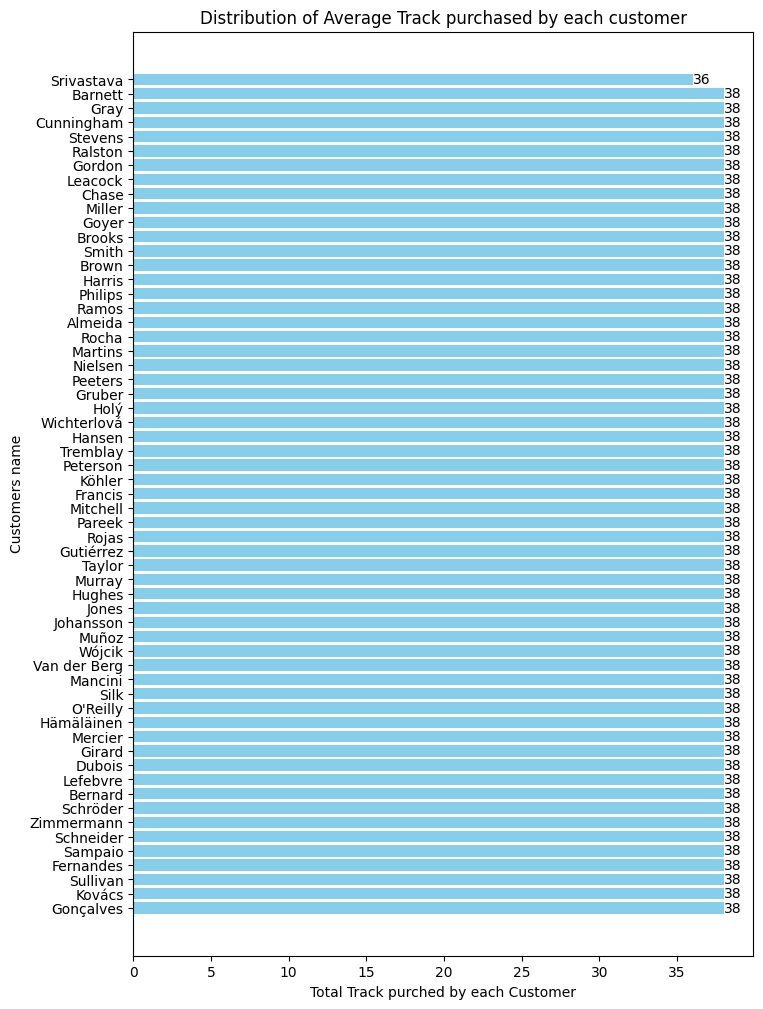 Distribution of Average Track purchased by each customer
Srivastava 36
Barnett 38
Gray 38
Cunningham 38
Stevens 38
Ralston 38
Gordon 38
Leacock 38
Chase 38
Miller 38
Goyer 38
Brooks 38
Smith 38
Brown 38
Harris 38
Philips 38
Ramos 38
Almeida 38
Rocha 38
Martins 38
Nielsen 38
Peeters 38
Gruber 38
Holý 38
Wichterlová 38
Hansen 38
Tremblay 38
Peterson 38
Köhler 38
Francis 38
Mitchell 38
Pareek 38
Rojas 38
Gutiérrez 38
Taylor 38
Murray 38
Hughes 38
Jones 38
Johansson 38
Muñoz 38
Wójcik 38
Van der Berg 38
Mancini 38
Silk 38
O'Reilly 38
Hämäläinen 38
Mercier 38
Girard 38
Dubois 38
Lefebvre 38
Bernard 38
Schröder 38
Zimmermann 38
Schneider 38
Sampaio 38
Fernandes 38
Sullivan 38
Kovács 38
Gonçalves 38
Customers name
0 5 10 15 20 25 30 35
Total Track purched by each Customer